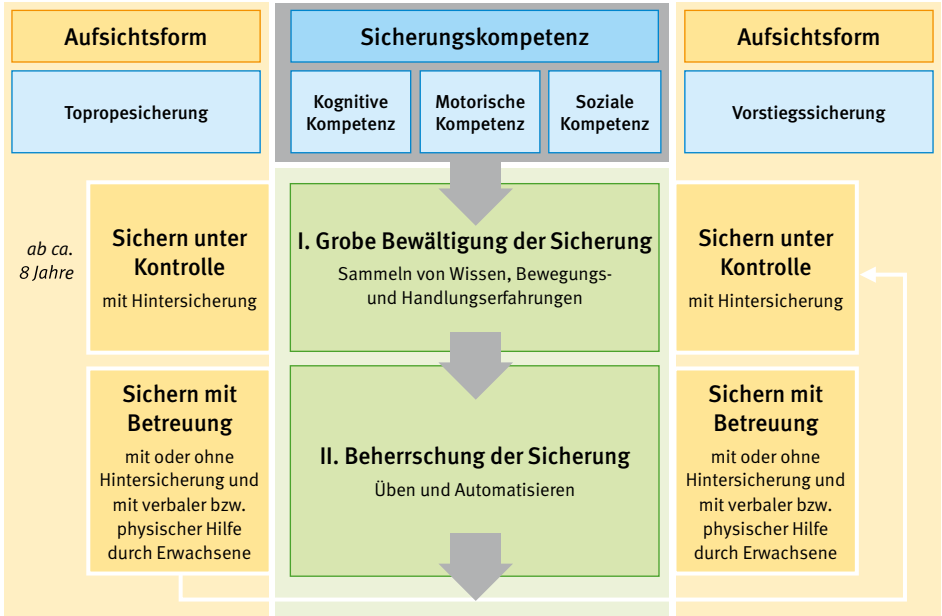 Aufsichtsform
Sicherungskompetenz
Aufsichtsform
Topropesicherung
Kognitive
Kompetenz
Motorische
Kompetenz
Soziale
Kompetenz
Vorstiegssicherung
ab ca.
8 Jahre
Sichern unter
Kontrolle
mit Hintersicherung
I. Grobe Bewältigung der Sicherung
Sammeln von Wissen, Bewegungs-
und Handlungserfahrungen
Sichern unter
Kontrolle
mit Hintersicherung
Sichern mit
Betreuung
mit oder ohne
Hintersicherung und
mit verbaler bzw.
physischer Hilfe
durch Erwachsene
II. Beherrschung der Sicherung
Üben und Automatisieren
Sichern mit
Betreuung
mit oder ohne
Hintersicherung und
mit verbaler bzw.
physischer Hilfe
durch Erwachsene